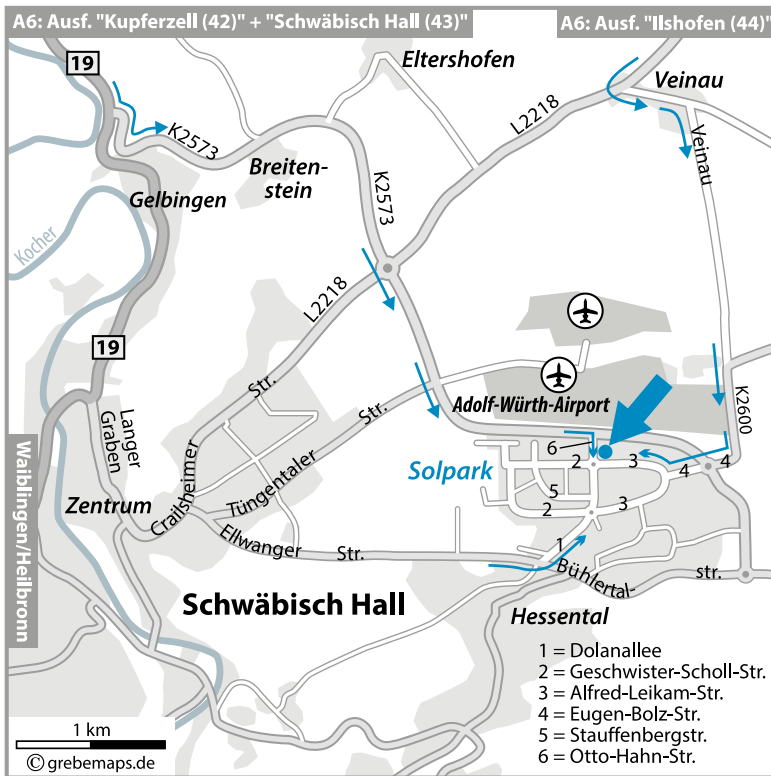 A6: Ausf. "Kupferzell (42)" + "Schwäbisch Hall (43)"
A6: Ausf. "Ilshofen (44)"
19
Eltershofen
Veinau
K2573
L2218
Veinau
Breiten-
stein
Gelbingen
K2573
Kocher
L2218
19
Adolf-Würth-Airport
K2600
Str.
Str.
Langer
Graben
Crailsheimer
Tüngentaler
Solpark
6
2
3
4
4
5
2
3
Zentrum
Waiblingen/Heilbronn
Ellwanger
Str.
1
Bühlertal-
str.
Schwäbisch Hall
Hessental
1 = Dolanallee
2 = Geschwister-Scholl-Str.
3 = Alfred-Leikam-Str.
4 = Eugen-Bolz-Str.
5 = Stauffenbergstr.
6 = Otto-Hahn-Str.
1 km
© grebemaps.de